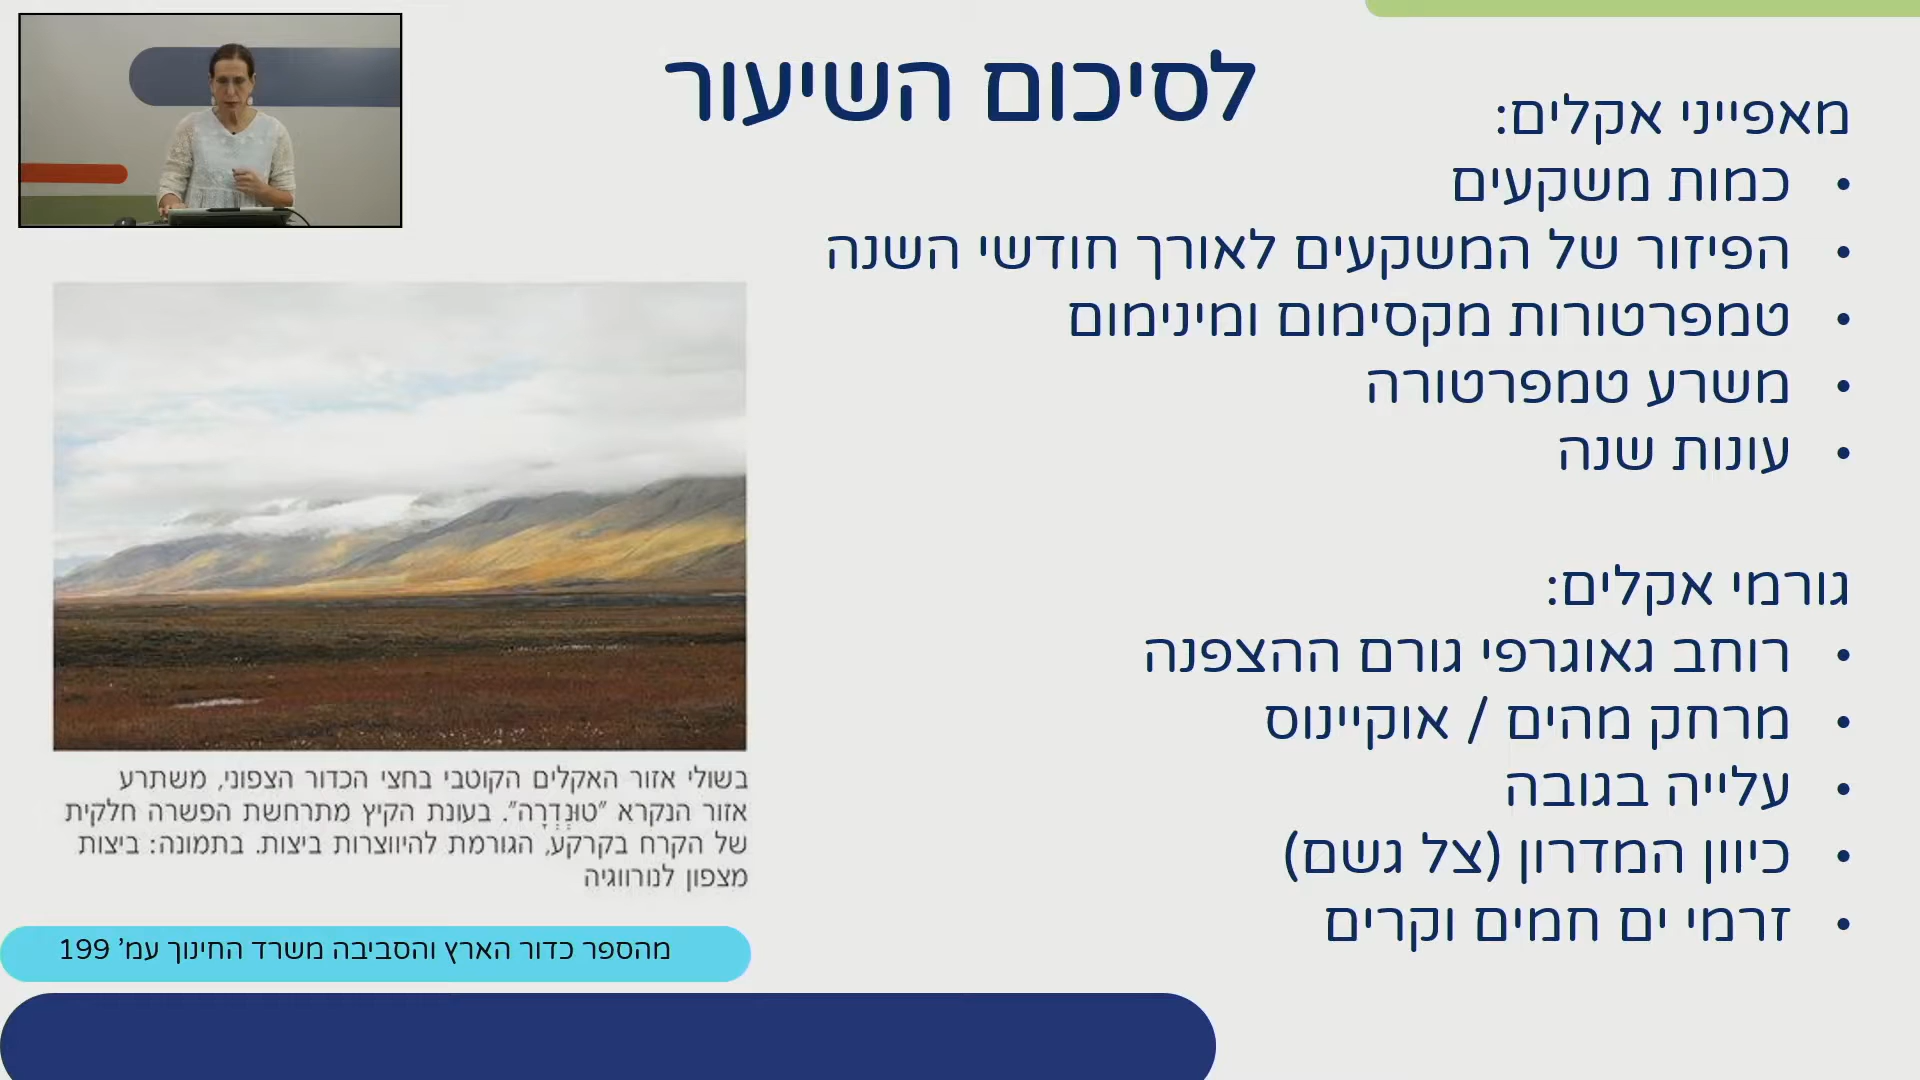 לסיכום השיעור
מאפייני אקלים:
• כמות משקעים
• הפיזור של המשקעים לאורך חודשי השנה
• טמפרטורות מקסימום ומינימום
• משרע טמפרטורה
• עונות שנה
גורמי אקלים:
• רוחב גאוגרפי גורם ההצפנה
• מרחק מהים / אוקיינוס
• עלייה בגובה
• כיוון המדרון (צל גשם)
• זרמי ים חמים וקרים
בשולי אזור האקלים הקוטבי בחצי הכדור הצפוני, משתרע
אזור הנקרא "טוּנְדְרָה". בעונת הקיץ מתרחשת הפשרה חלקית
של הקרח בקרקע, הגורמת להיווצרות ביצות. בתמונה: ביצות
מצפון לנורווגיה
מהספר כדור הארץ והסביבה משרד החינוך עמ' 199